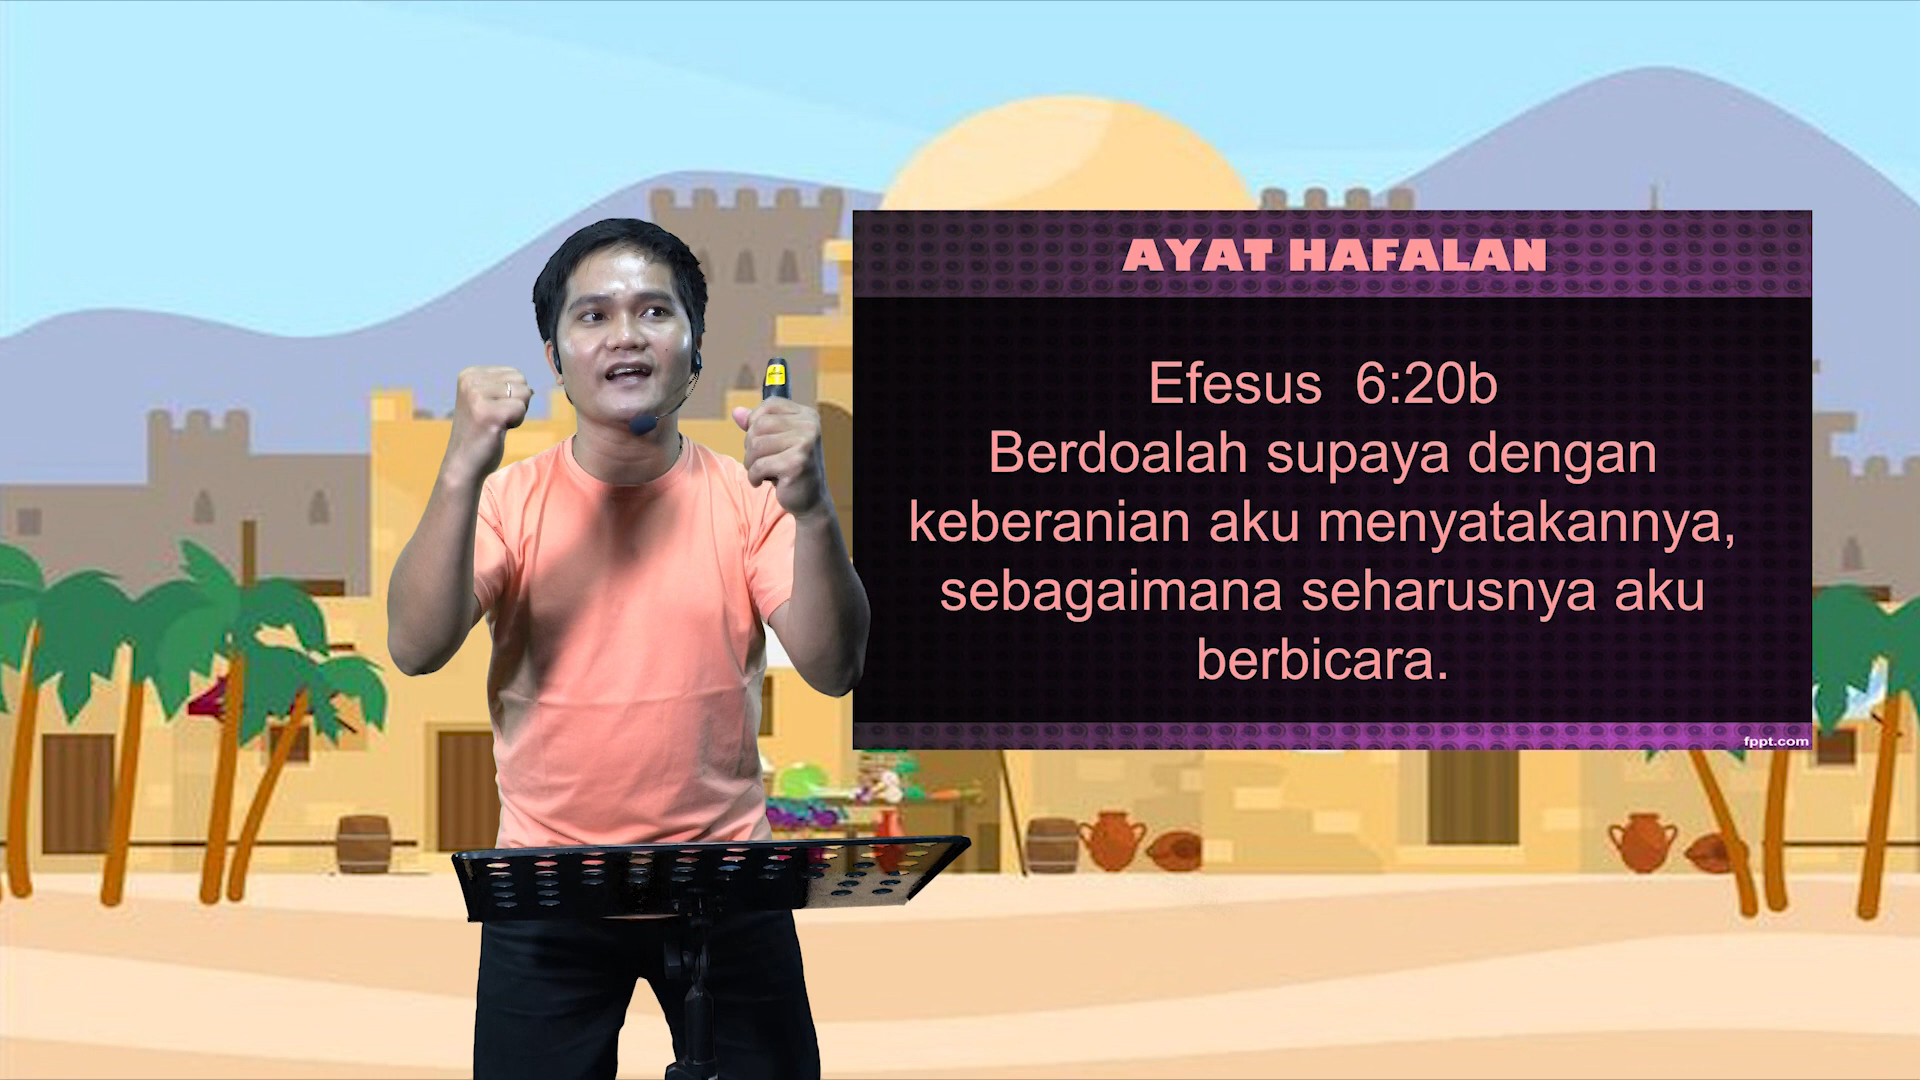 AYAT HAFALAN
Efesus 6:20b
Berdoalah supaya dengan
keberanian aku menyatakannya,
sebagaimana seharusnya aku
berbicara.
fppt.com